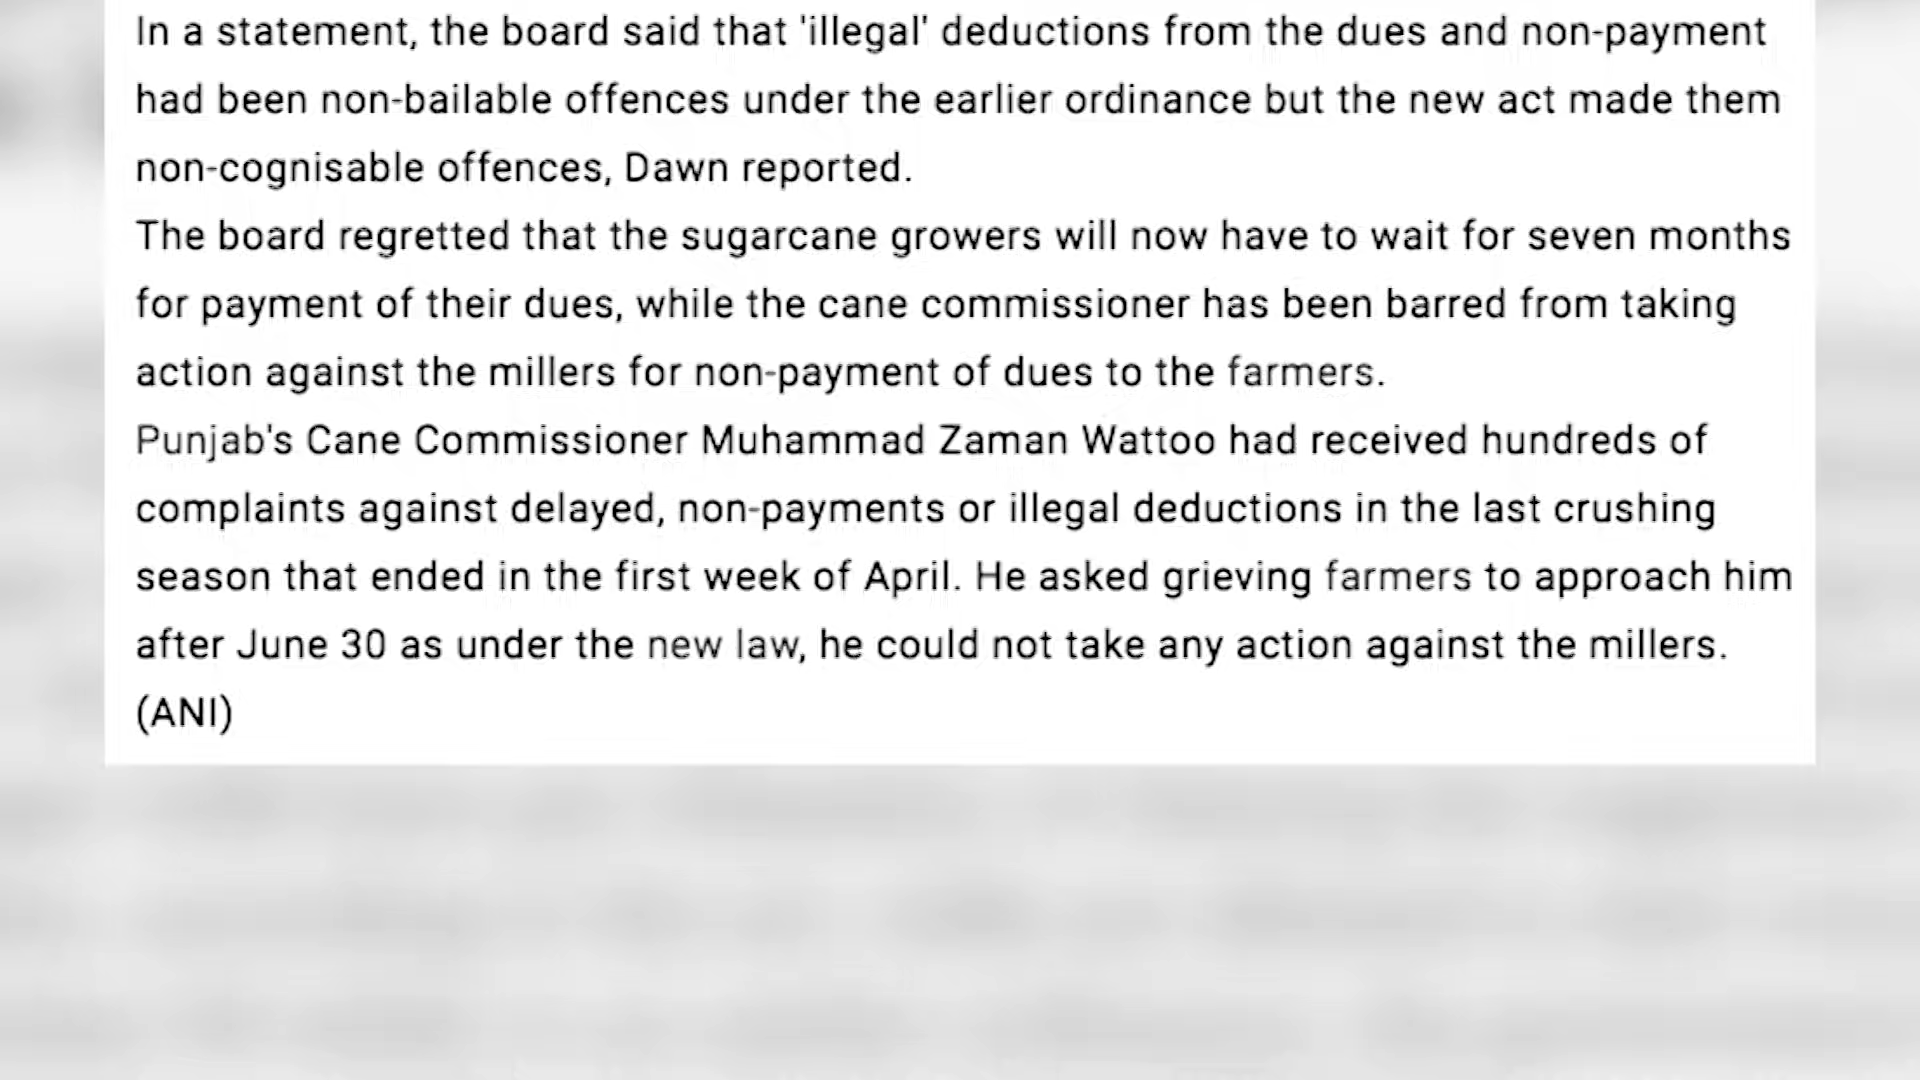 In a statement, the board said that 'illegal' deductions from the dues and non-payment
had been non-bailable offences under the earlier ordinance but the new act made them
non-cognisable offences, Dawn reported.
The board regretted that the sugarcane growers will now have to wait for seven months
for payment of their dues, while the cane commissioner has been barred from taking
action against the millers for non-payment of dues to the farmers.
Punjab's Cane Commissioner Muhammad Zaman Wattoo had received hundreds of
complaints against delayed, non-payments or illegal deductions in the last crushing
season that ended in the first week of April. He asked grieving farmers to approach him
after June 30 as under the new law, he could not take any action against the millers.
(ANI)